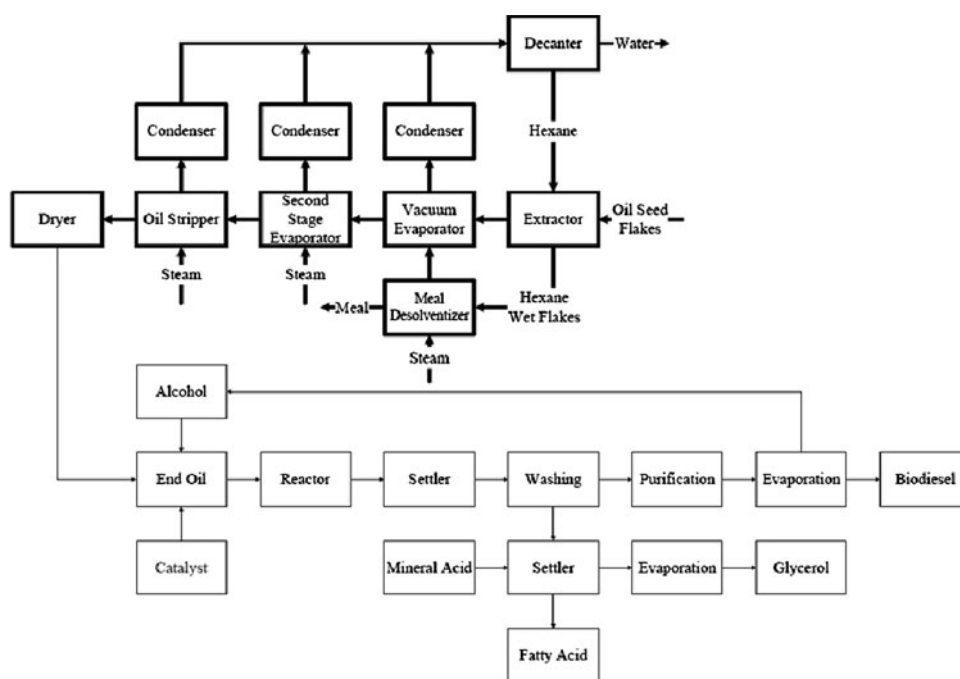 Decanter
Water
Condenser
Condenser
Condenser
Hexane
Dryer
Oil Stripper
Second
Stage
Evaporator
Vacuum
Evaporator
Extractor
Oil Seed
Flakes
Steam
Steam
Meal
Meal
Desolventizer
Hexane
Wet Flakes
Steam
Alcohol
End Oil
Reactor
Settler
Washing
Purification
Evaporation
Biodiesel
Catalyst
Mineral Acid
Settler
Evaporation
Glycerol
Fatty Acid